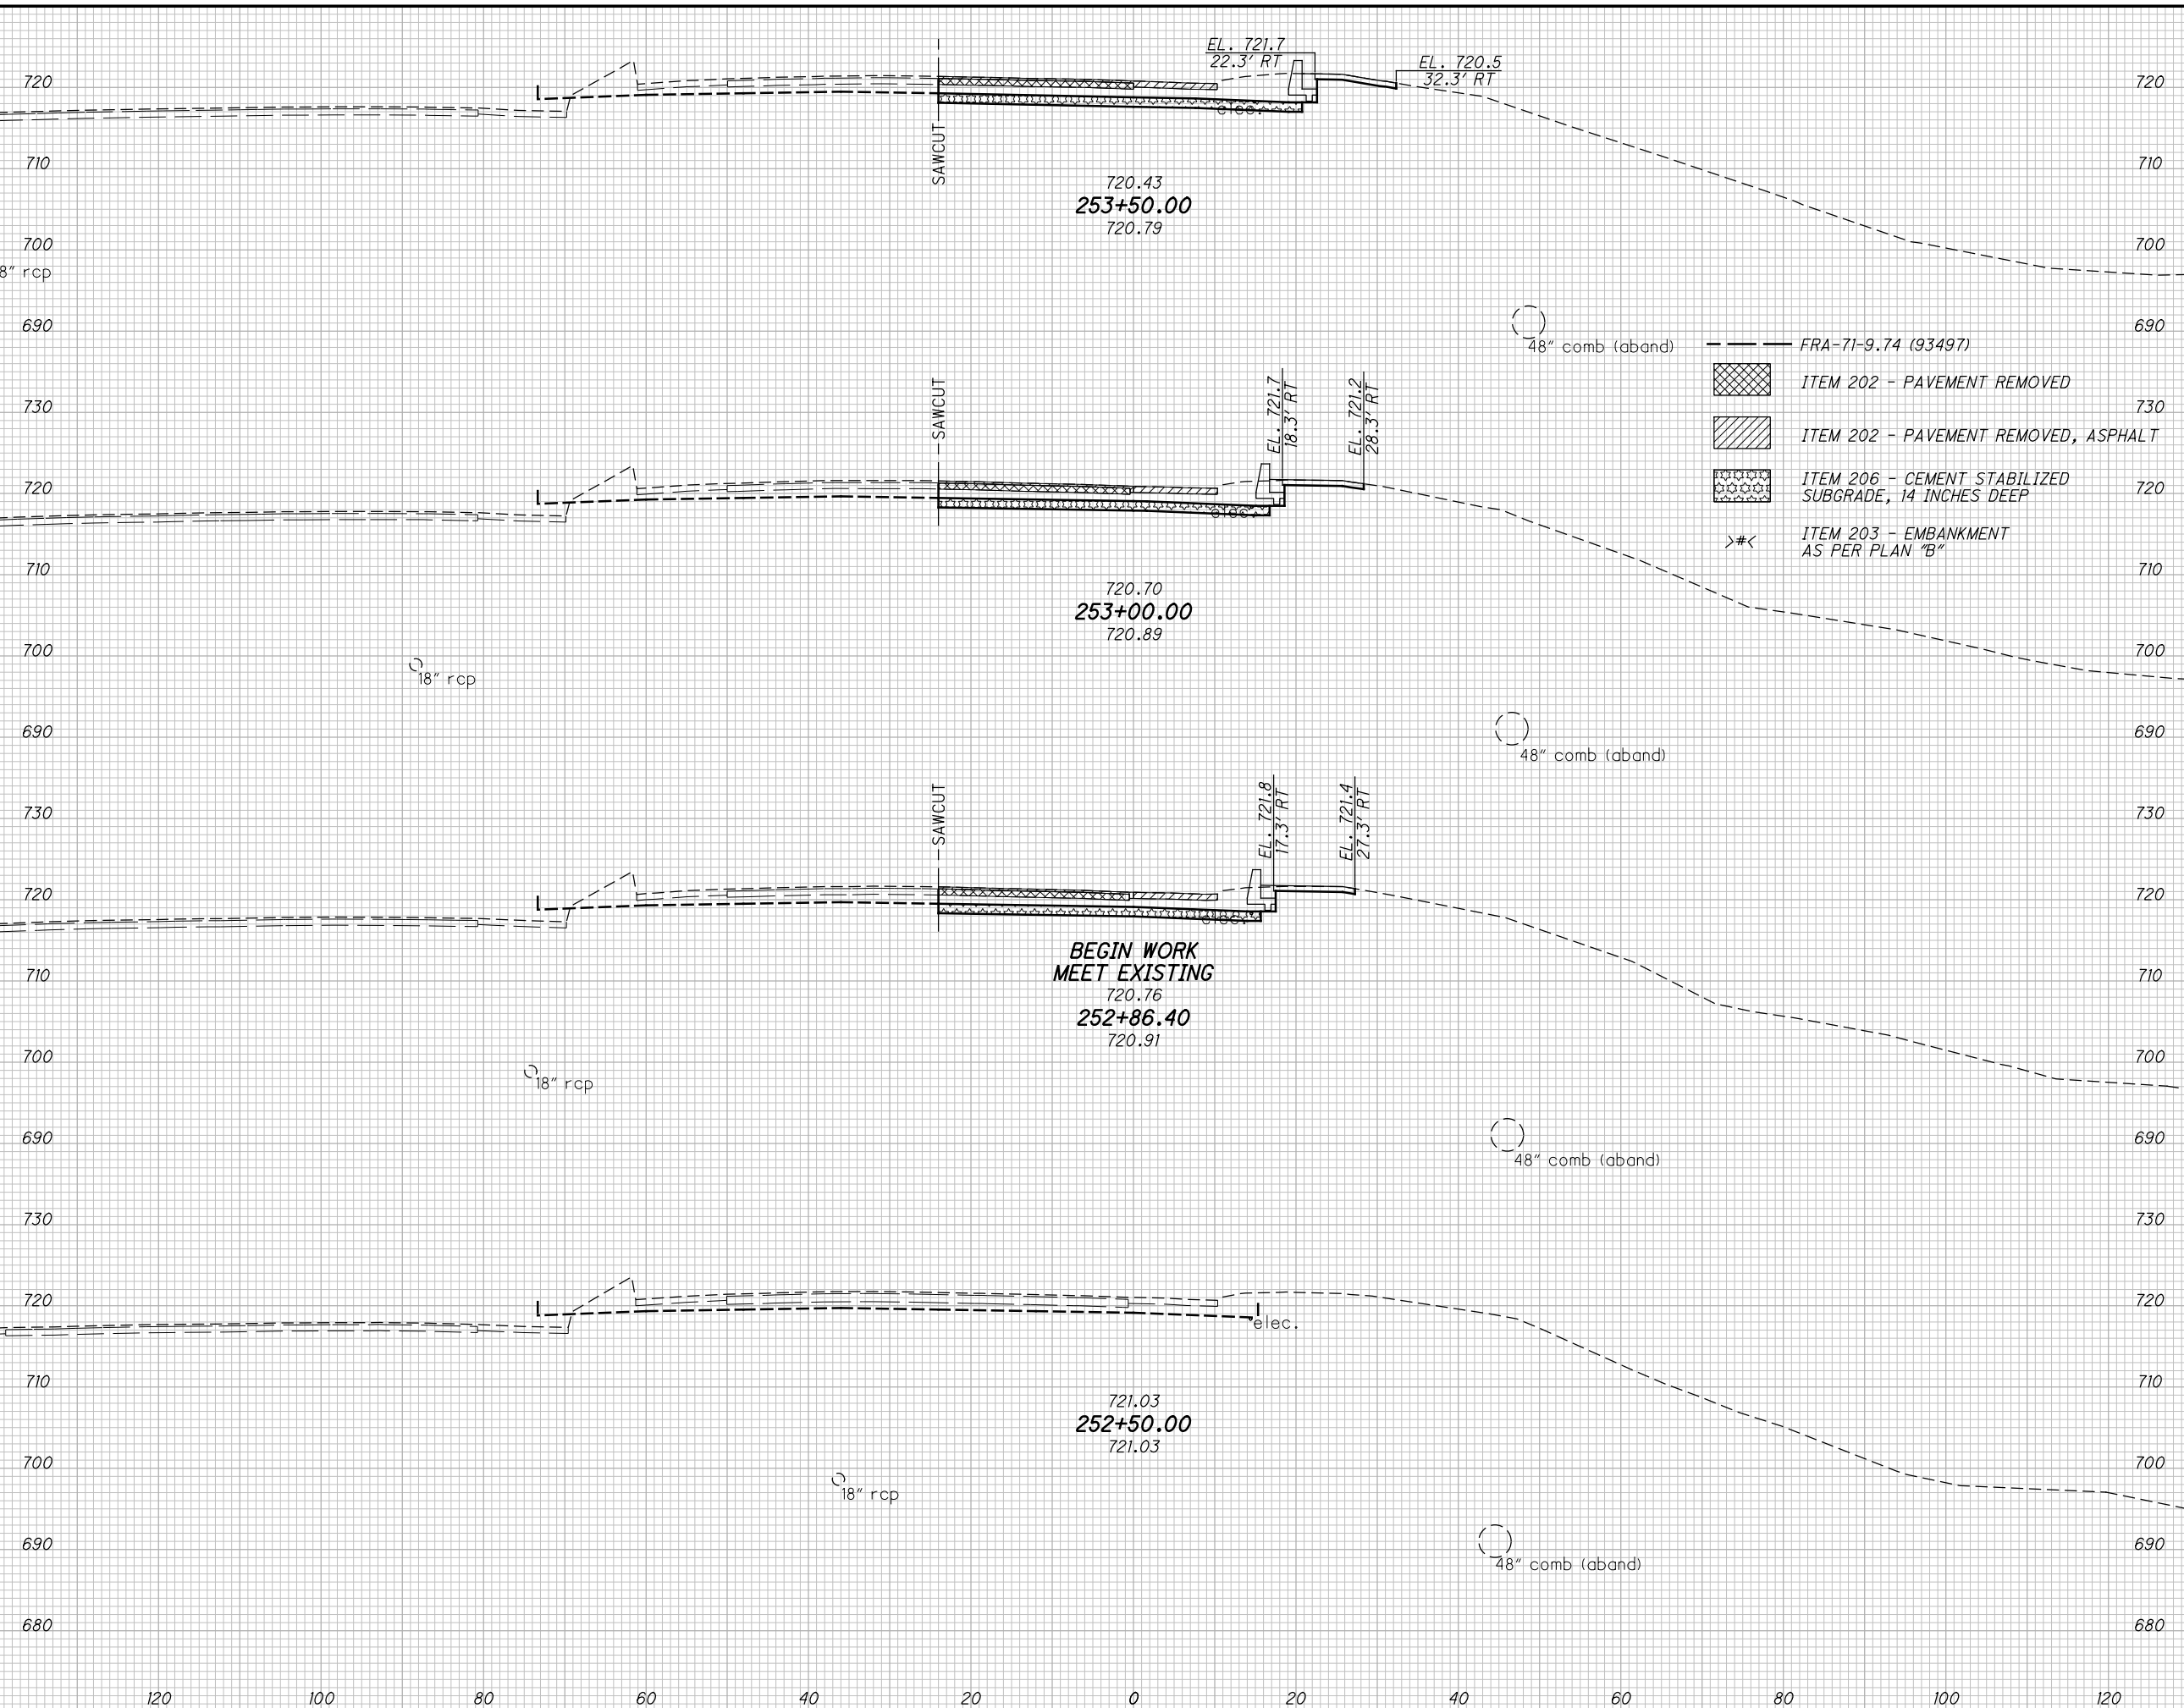 EL. 721.7
22.3' RT
EL. 720.5
32.3' RT
720
720
SAWCUT
elec.
710
710
720.43
253+50.00
720.79
700
700
8" rcp
690
690
48" comb (aband)
FRA-71-9.74 (93497)
ITEM 202 - PAVEMENT REMOVED
ITEM 202 - PAVEMENT REMOVED, ASPHALT
ITEM 206 - CEMENT STABILIZED
SUBGRADE, 14 INCHES DEEP
>#< ITEM 203 - EMBANKMENT
AS PER PLAN "B"
730
730
SAWCUT
EL. 721.7
18.3' RT
EL. 721.2
28.3' RT
720
720
elec.
710
710
720.70
253+00.00
720.89
700
700
18" rcp
690
690
48" comb (aband)
730
730
SAWCUT
EL. 721.8
17.3' RT
EL. 721.4
27.3' RT
720
720
elec.
BEGIN WORK
MEET EXISTING
710
710
720.76
252+86.40
720.91
700
700
18" rcp
690
690
48" comb (aband)
730
730
720
720
elec.
710
710
721.03
252+50.00
721.03
700
700
18" rcp
690
690
48" comb (aband)
680
680
120 100 80 60 40 20 0 20 40 60 80 100 120